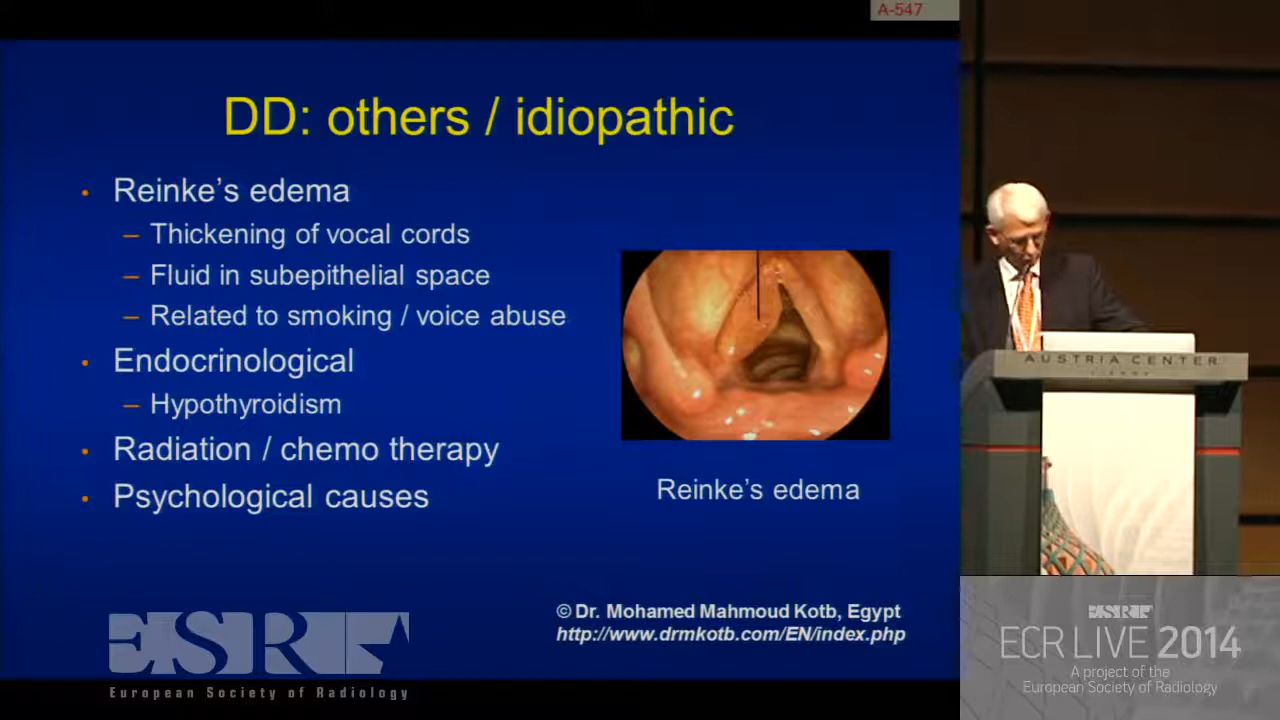 A-547
DD: others / idiopathic
• Reinke's edema
– Thickening of vocal cords
– Fluid in subepithelial space
– Related to smoking / voice abuse
• Endocrinological
– Hypothyroidism
• Radiation / chemo therapy
• Psychological causes
Reinke's edema
© Dr. Mohamed Mahmoud Kotb, Egypt
http://www.drmkotb.com/EN/index.php
ESR
European Society of Radiology
AUSTRIA CENTER
VIENNA
ESR
ECR LIVE 2014
A project of the
European Society of Radiology